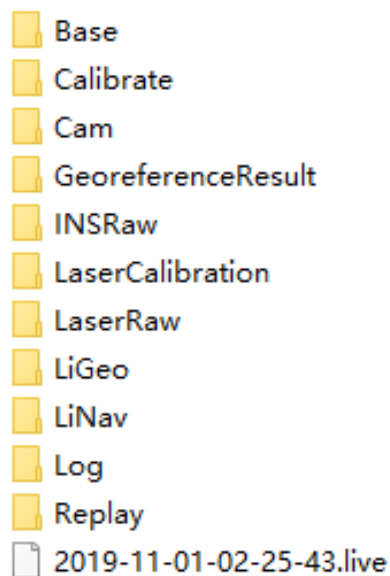 Base
Calibrate
Cam
GeoreferenceResult
INSRaw
LaserCalibration
LaserRaw
LiGeo
LiNav
Log
Replay
2019-11-01-02-25-43.live